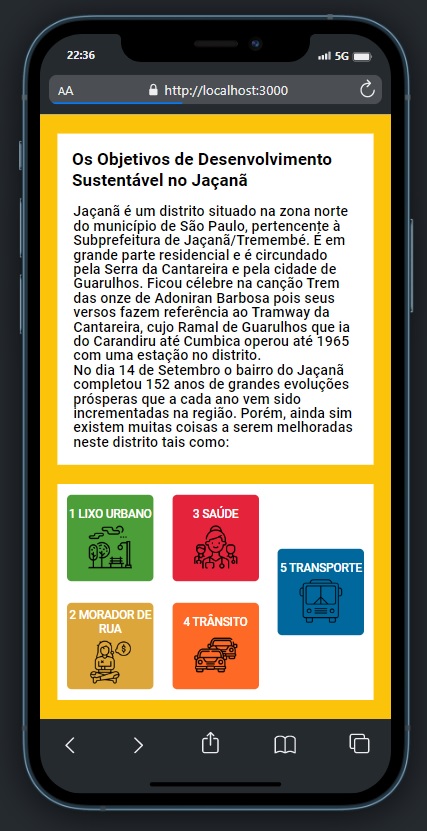 22:36
5G
AA
http://localhost:3000
Os Objetivos de Desenvolvimento
Sustentável no Jaçanã
Jaçanã é um distrito situado na zona norte
do município de São Paulo, pertencente à
Subprefeitura de Jaçanã/Tremembé. É em
grande parte residencial e é circundado
pela Serra da Cantareira e pela cidade de
Guarulhos. Ficou célebre na canção Trem
das onze de Adoniran Barbosa pois seus
versos fazem referência ao Tramway da
Cantareira, cujo Ramal de Guarulhos que ia
do Carandiru até Cumbica operou até 1965
com uma estação no distrito.
No dia 14 de Setembro o bairro do Jaçanã
completou 152 anos de grandes evoluções
prósperas que a cada ano vem sido
incrementadas na região. Porém, ainda sim
existem muitas coisas a serem melhoradas
neste distrito tais como:
1 LIXO URBANO
2 MORADOR DE
RUA
$
3 SAÚDE
4 TRÂNSITO
5 TRANSPORTE